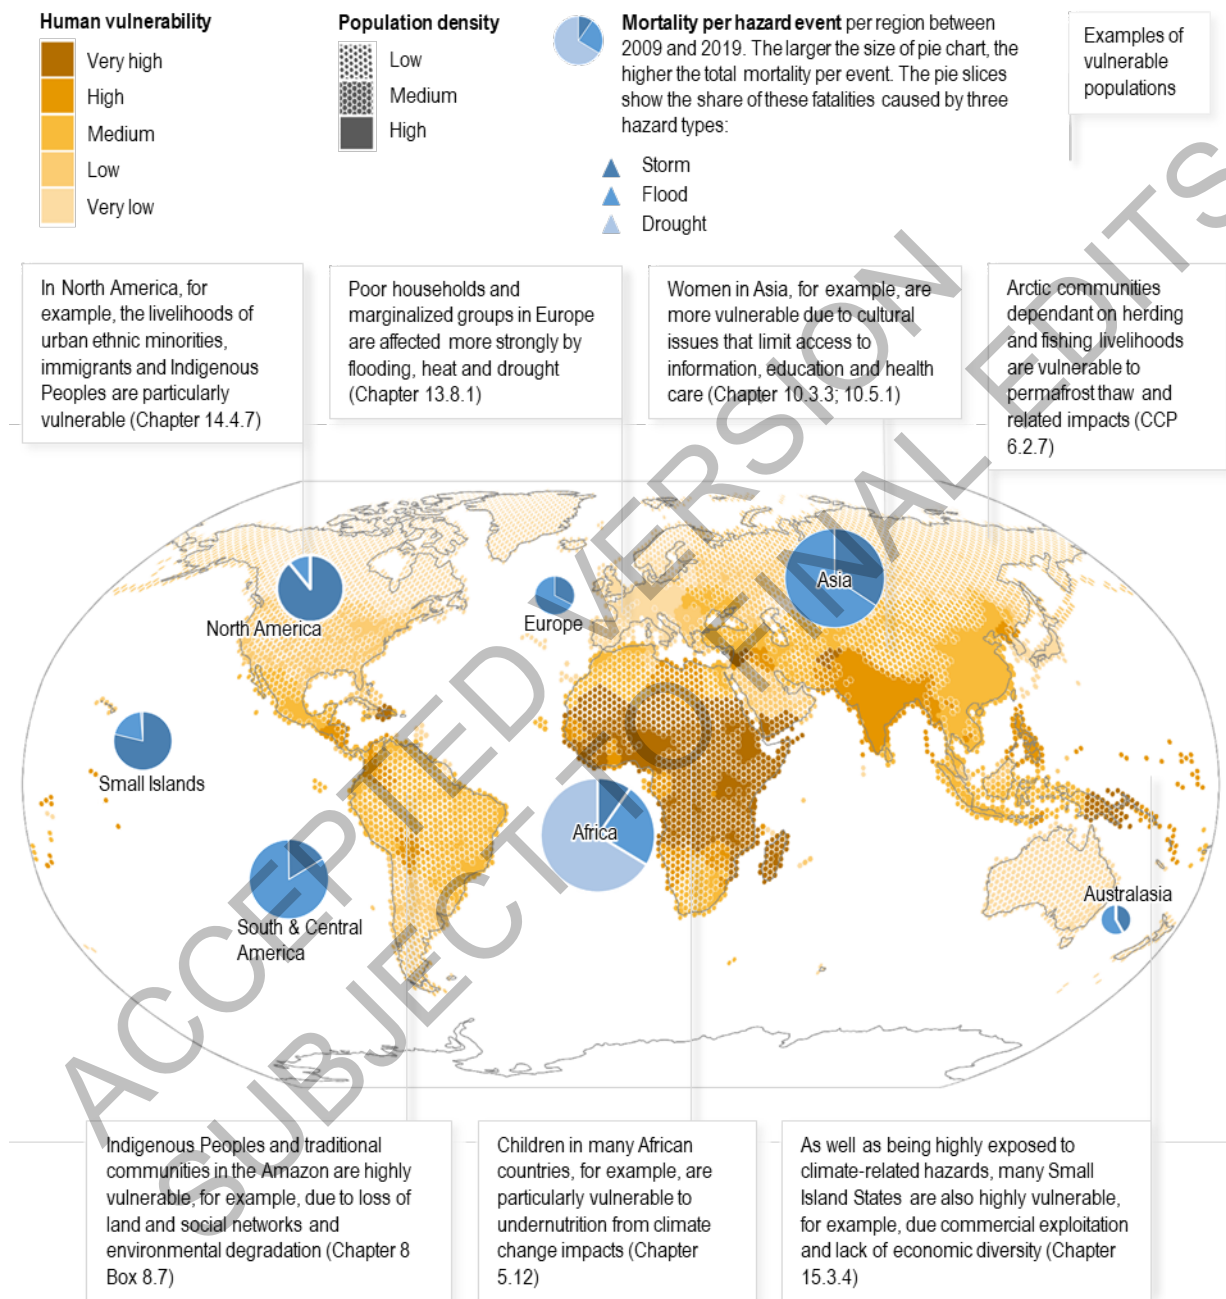 Human vulnerability
Very high
High
Medium
Low
Very low
Population density
Low
Medium
High
Mortality per hazard event per region between
2009 and 2019. The larger the size of pie chart, the
higher the total mortality per event. The pie slices
show the share of these fatalities caused by three
hazard types:
Storm
Flood
Drought
Examples of
vulnerable
populations
In North America, for
example, the livelihoods of
urban ethnic minorities,
immigrants and Indigenous
Peoples are particularly
vulnerable (Chapter 14.4.7)
Poor households and
marginalized groups in Europe
are affected more strongly by
flooding, heat and drought
(Chapter 13.8.1)
Women in Asia, for example, are
more vulnerable due to cultural
issues that limit access to
information, education and health
care (Chapter 10.3.3; 10.5.1)
Arctic communities
dependant on herding
and fishing livelihoods
are vulnerable to
permafrost thaw and
related impacts (CCP
6.2.7)
North America
Europe
Asia
Small Islands
Africa
South & Central
America
Australasia
Indigenous Peoples and traditional
communities in the Amazon are highly
vulnerable, for example, due to loss of
land and social networks and
environmental degradation (Chapter 8
Box 8.7)
Children in many African
countries, for example, are
particularly vulnerable to
undernutrition from climate
change impacts (Chapter
5.12)
As well as being highly exposed to
climate-related hazards, many Small
Island States are also highly vulnerable,
for example, due commercial exploitation
and lack of economic diversity (Chapter
15.3.4)
ACCEPTED VERSION
SUBJECT TO FINAL EDITS